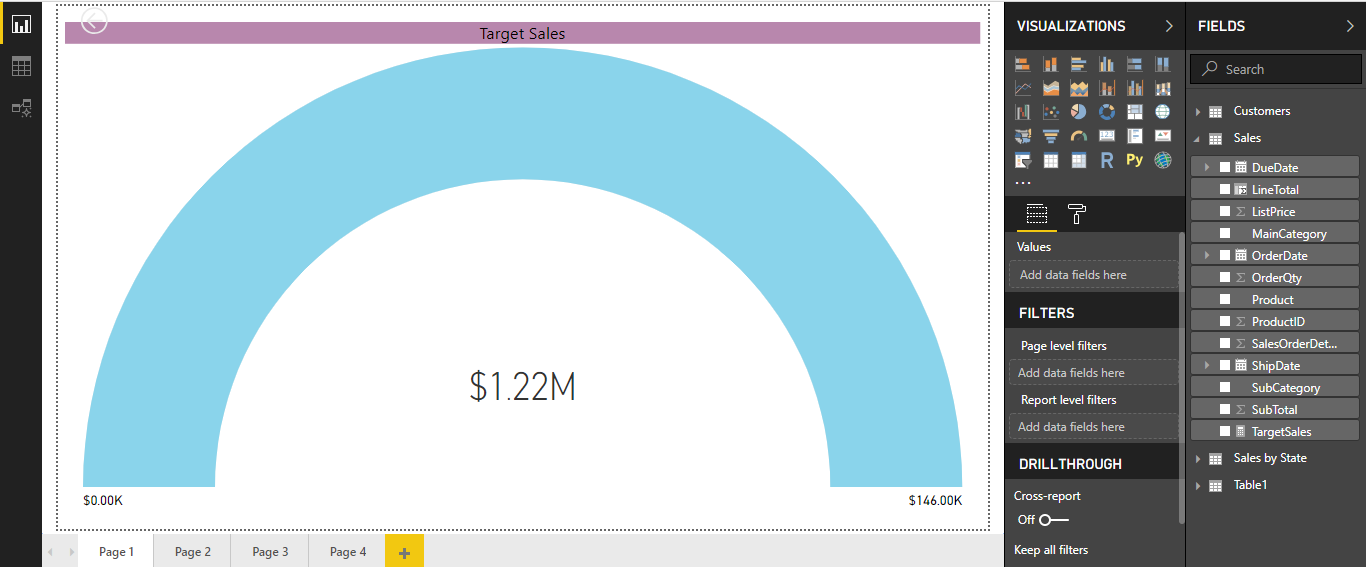 Target Sales
$1.22M
$0.00K
$146.00K
Page 1
Page 2
Page 3
Page 4
+
VISUALIZATIONS
R
Py
...
Values
Add data fields here
FILTERS
Page level filters
Add data fields here
Report level filters
Add data fields here
DRILLTHROUGH
Cross-report
Off
Keep all filters
FIELDS
Search
Customers
Sales
DueDate
LineTotal
Σ ListPrice
MainCategory
OrderDate
Σ OrderQty
Product
Σ ProductID
Σ SalesOrderDet...
ShipDate
SubCategory
Σ SubTotal
TargetSales
Sales by State
Table1